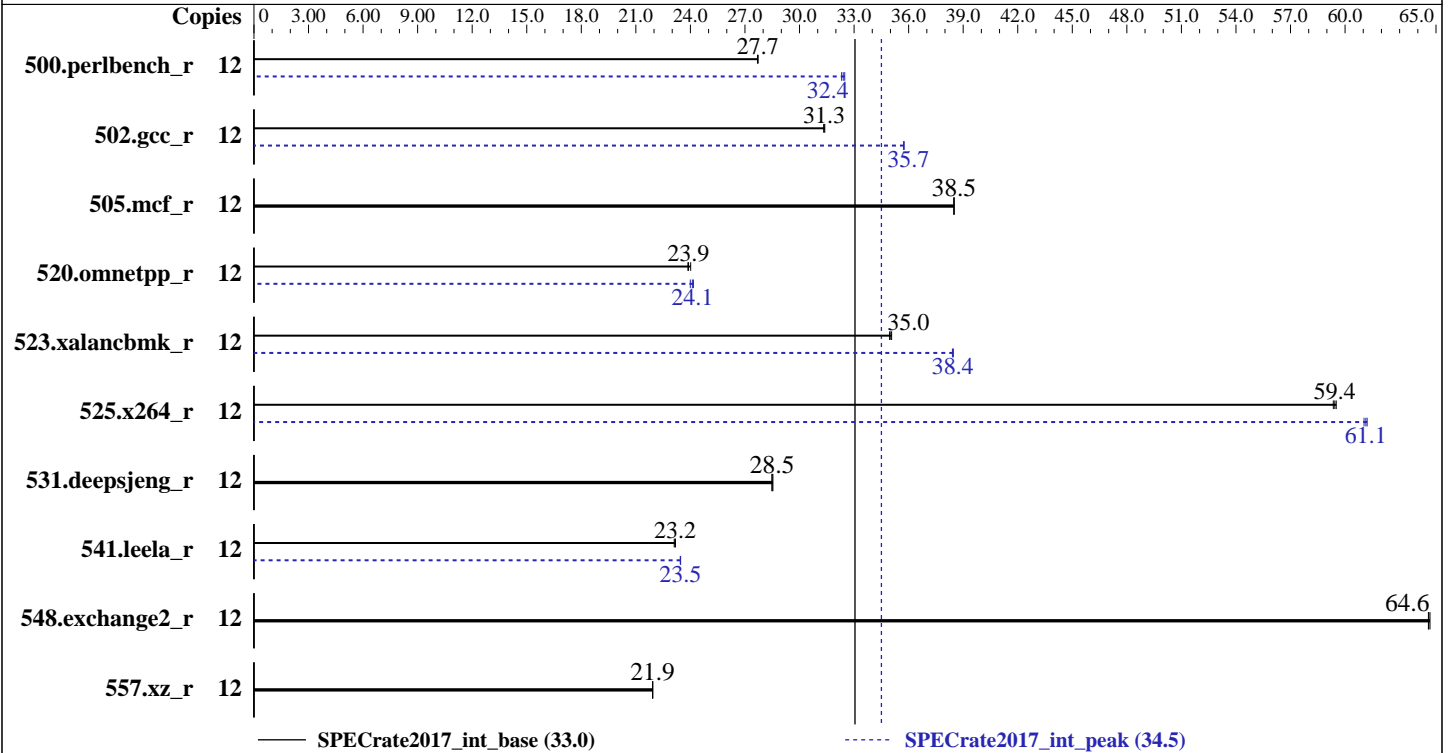 Copies 0 3.00 6.00 9.00 12.0 15.0 18.0 21.0 24.0 27.0 30.0 33.0 36.0 39.0 42.0 45.0 48.0 51.0 54.0 57.0 60.0 65.0
27.7
500.perlbench_r 12
32.4
31.3
502.gcc_r 12
35.7
38.5
505.mcf_r 12
23.9
520.omnetpp_r 12
24.1
35.0
523.xalancbmk_r 12
38.4
59.4
525.x264_r 12
61.1
28.5
531.deepsjeng_r 12
23.2
541.leela_r 12
23.5
64.6
548.exchange2_r 12
21.9
557.xz_r 12
SPECrate2017_int_base (33.0) SPECrate2017_int_peak (34.5)